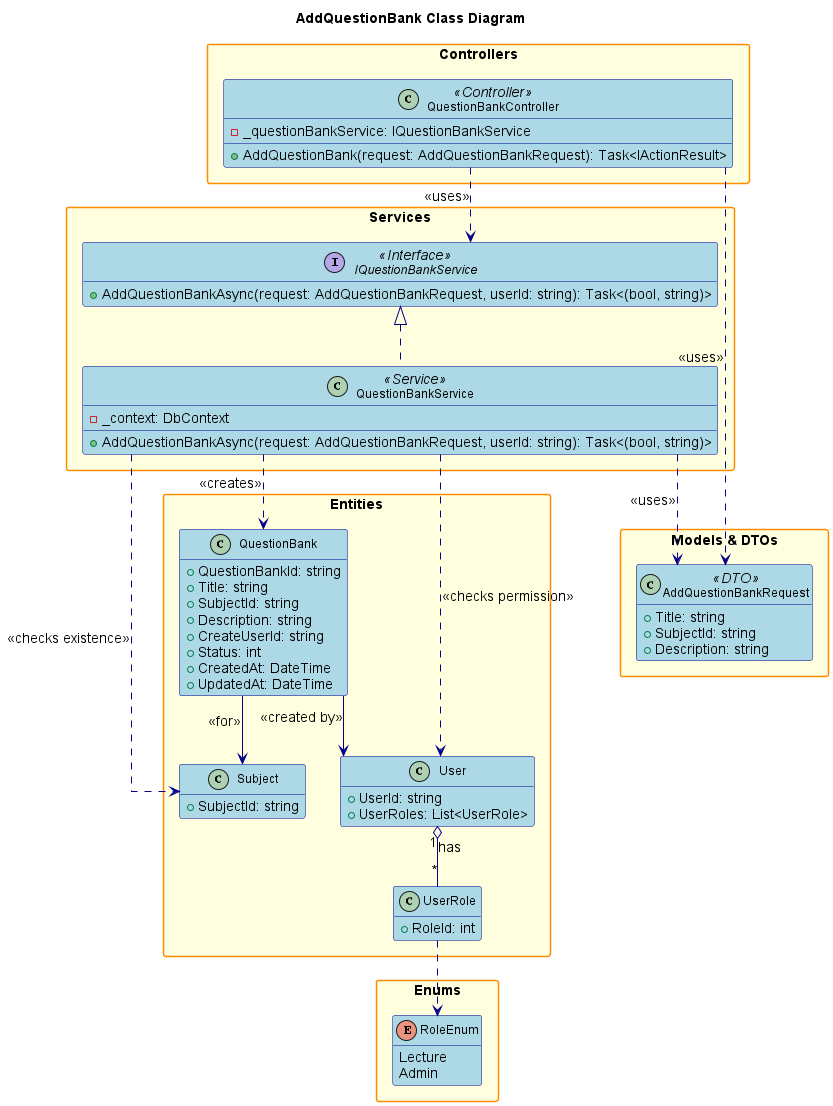 AddQuestionBank Class Diagram
Controllers
C
«Controller»
QuestionBankController
_questionBankService: IQuestionBankService
AddQuestionBank(request: AddQuestionBankRequest): Task<IActionResult>
«uses»
Services
I
«Interface»
IQuestionBankService
AddQuestionBankAsync(request: AddQuestionBankRequest, userId: string): Task<(bool, string)>
«uses»
C
«Service»
QuestionBankService
_context: DbContext
AddQuestionBankAsync(request: AddQuestionBankRequest, userId: string): Task<(bool, string)>
«creates»
«uses»
Entities
C
QuestionBank
QuestionBankId: string
Title: string
SubjectId: string
Description: string
CreateUserId: string
Status: int
CreatedAt: DateTime
UpdatedAt: DateTime
«checks permission»
Models & DTOs
C
«DTO»
AddQuestionBankRequest
Title: string
SubjectId: string
Description: string
«checks existence»
«for»
«created by»
C
Subject
SubjectId: string
C
User
UserId: string
UserRoles: List<UserRole>
1
has
*
C
UserRole
RoleId: int
Enums
E
RoleEnum
Lecture
Admin